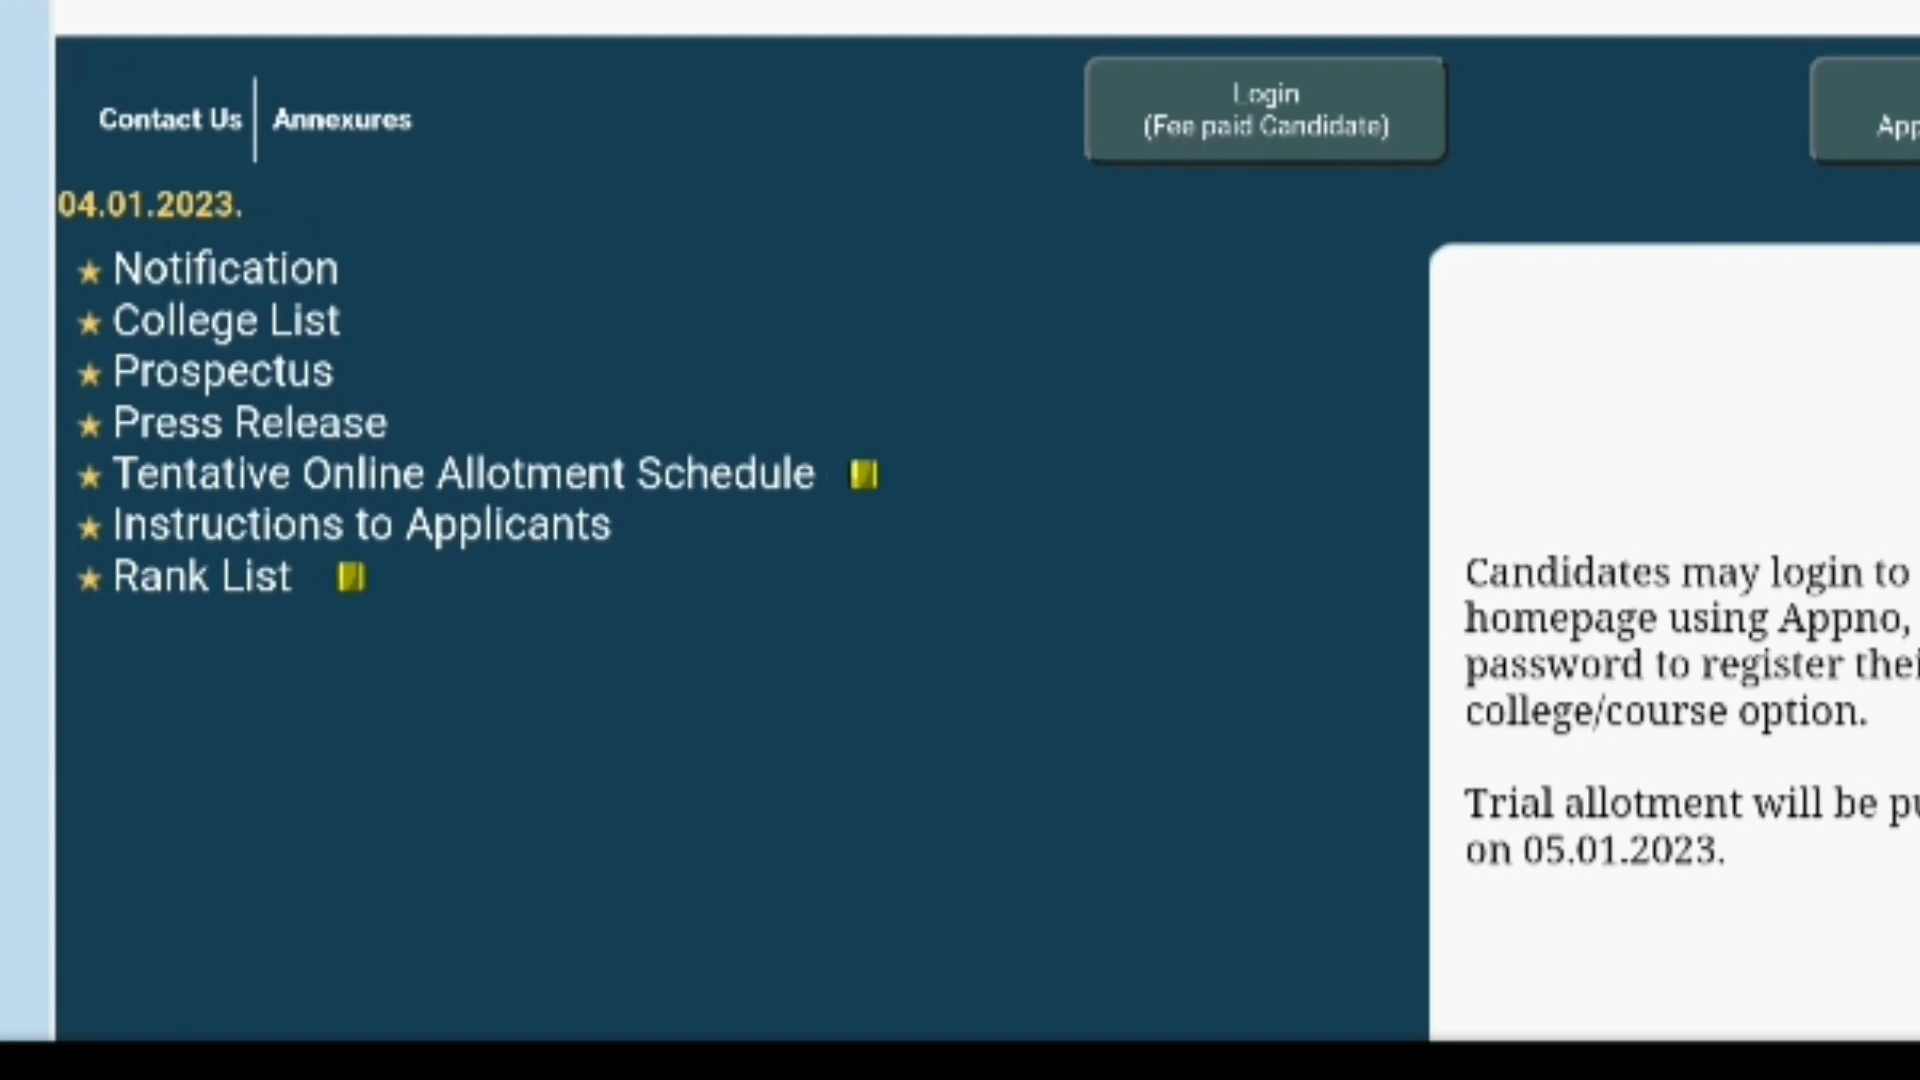 Contact Us Annexures
Login
(Fee paid Candidate)
04.01.2023.
Notification
College List
Prospectus
Press Release
Tentative Online Allotment Schedule
Instructions to Applicants
Rank List
Candidates may login to
homepage using Appno,
password to register
college/course option.
Trial allotment will be
on 05.01.2023.